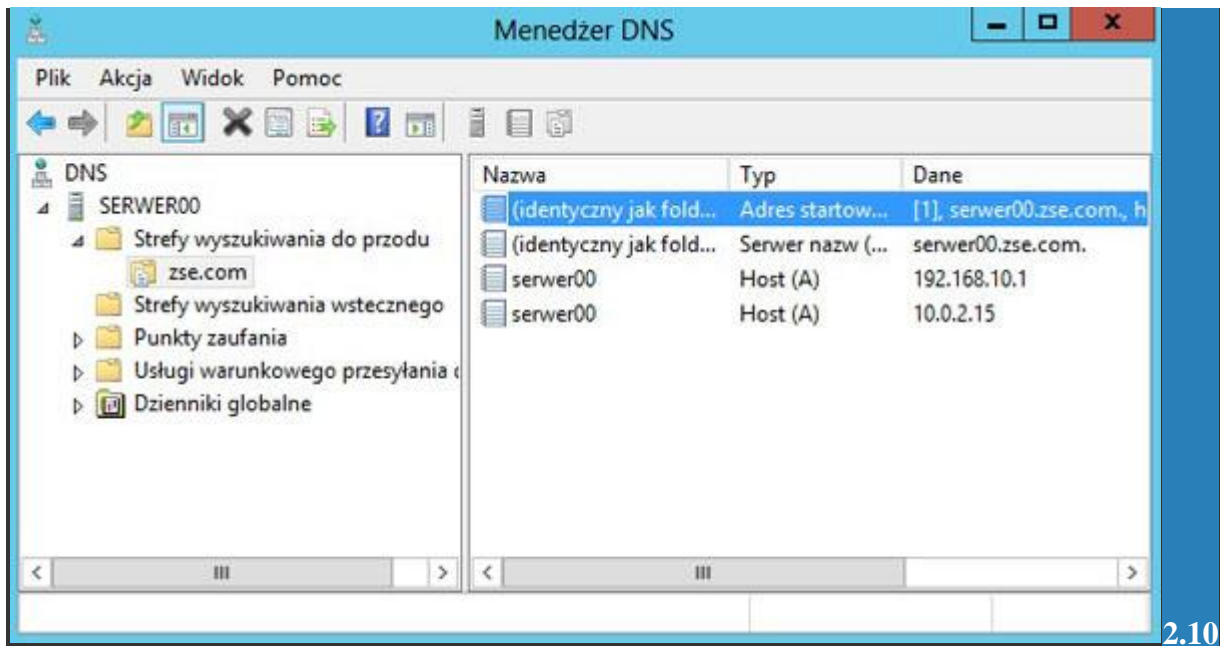 Menedżer DNS
Plik Akcja Widok Pomoc
DNS
SERWER00
Strefy wyszukiwania do przodu
zse.com
Strefy wyszukiwania wstecznego
Punkty zaufania
Usługi warunkowego przesyłania
Dzienniki globalne
Nazwa Typ Dane
(identyczny jak fold... Adres startow... [1], serwer00.zse.com., h
(identyczny jak fold... Serwer nazw (... serwer00.zse.com.
serwer00 Host (A) 192.168.10.1
serwer00 Host (A) 10.0.2.15
2.10